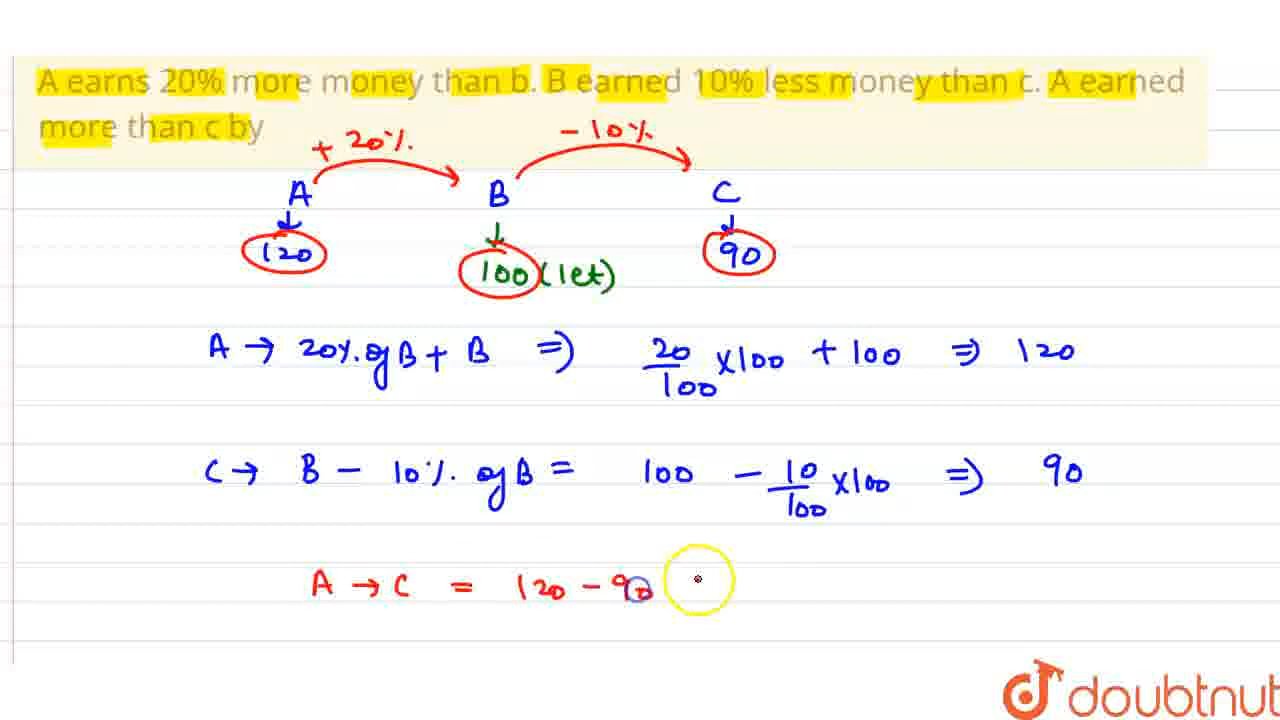 A earns 20% more money than b. B earned 10% less money than c. A earned
more than c by
+ 20%. - 10%
A B C
120 100 (let) 90
A → 20%. of B + B ⇒ 20/100 × 100 + 100 ⇒ 120
C → B - 10%. of B = 100 - 10/100 × 100 ⇒ 90
A → C = 120 - 90
doubtnut